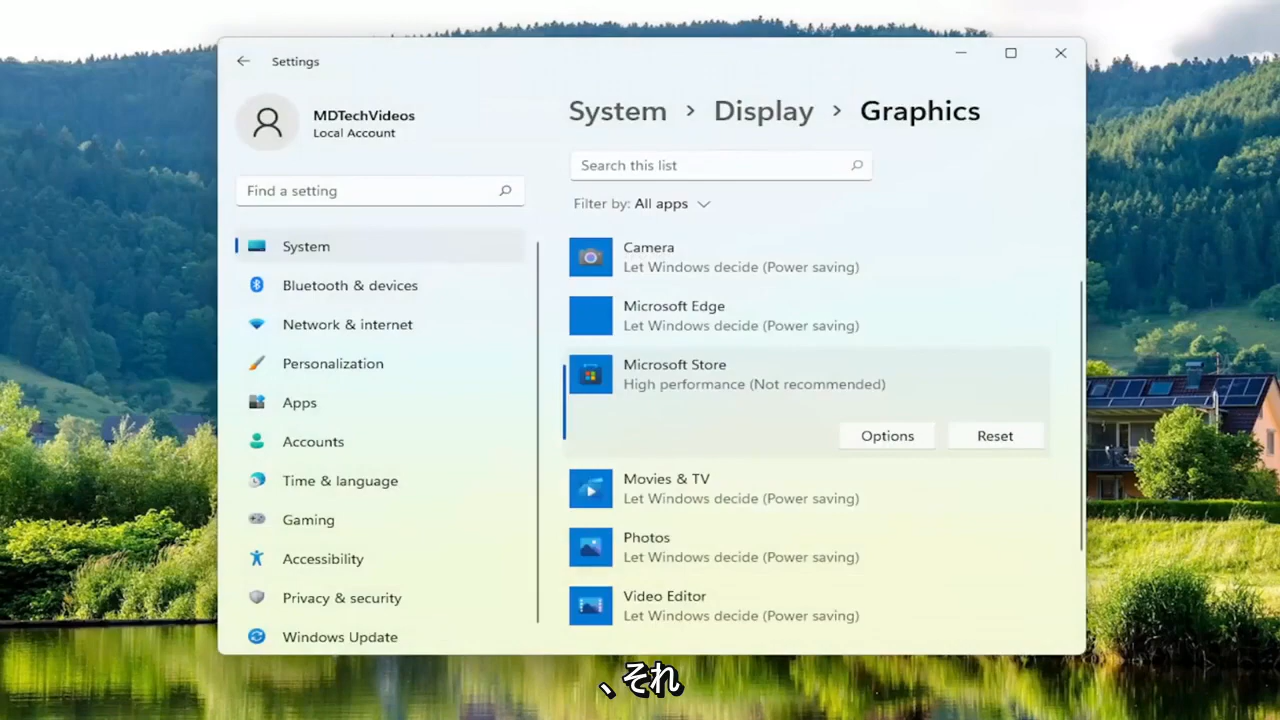 Settings
MDTechVideos
Local Account
Find a setting
System
Bluetooth & devices
Network & internet
Personalization
Apps
Accounts
Time & language
Gaming
Accessibility
Privacy & security
Windows Update
System > Display > Graphics
Search this list
Filter by: All apps
Camera
Let Windows decide (Power saving)
Microsoft Edge
Let Windows decide (Power saving)
Microsoft Store
High performance (Not recommended)
Options Reset
Movies & TV
Let Windows decide (Power saving)
Photos
Let Windows decide (Power saving)
Video Editor
Let Windows decide (Power saving)
、それ